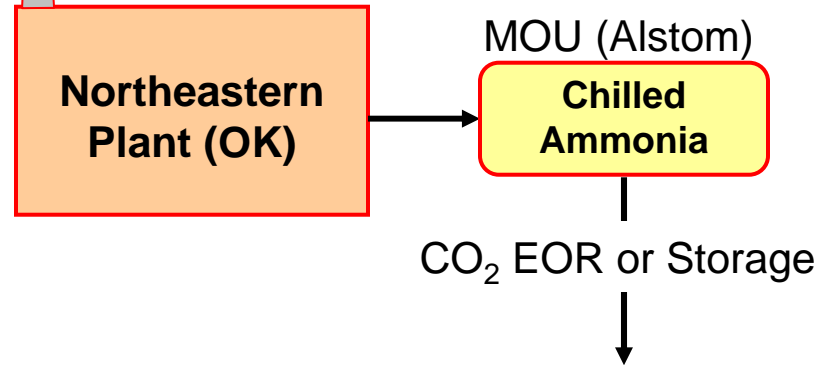 MOU (Alstom)
Northeastern
Plant (OK)
Chilled
Ammonia
CO₂ EOR or Storage